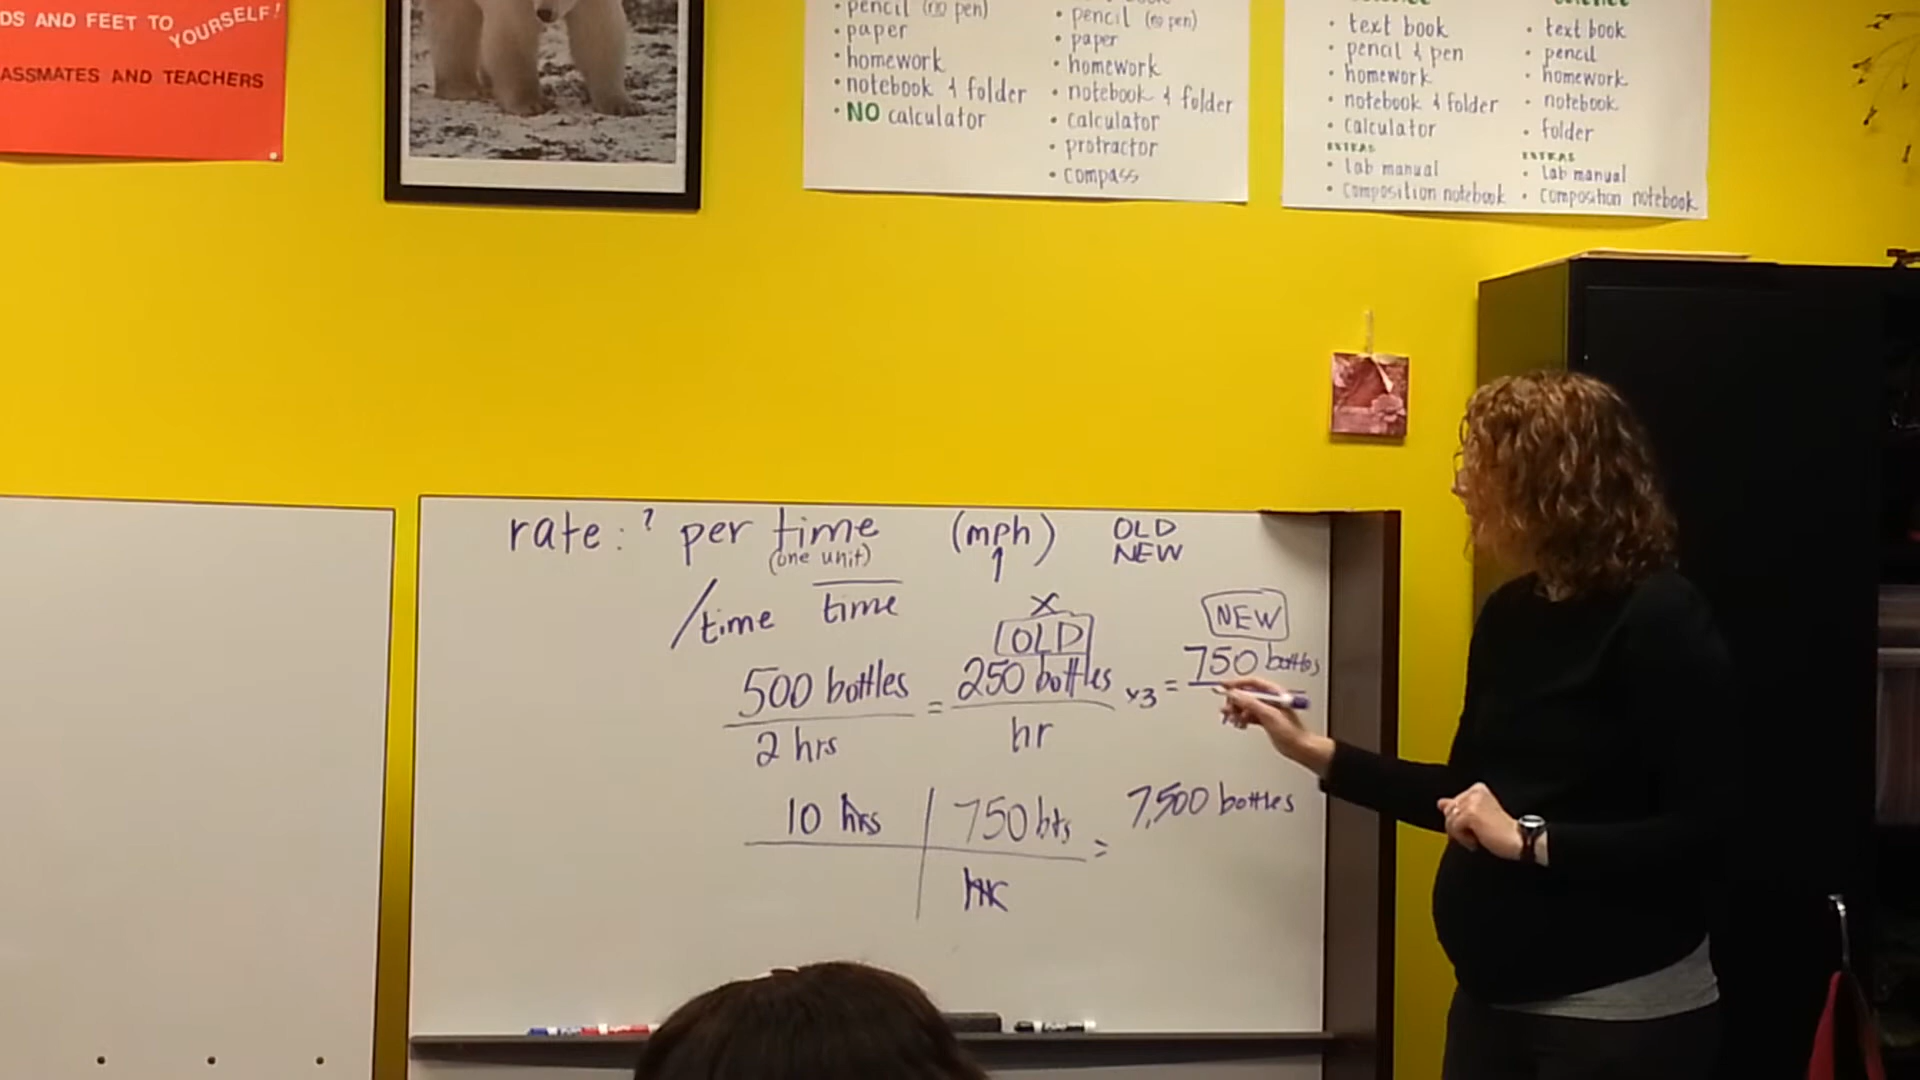 DS AND FEET TO YOURSELF!
ASSMATES AND TEACHERS
• pencil (no pen)
• paper
• homework
• notebook & folder
• NO calculator
• pencil (no pen)
• paper
• homework
• notebook & folder
• calculator
• protractor
• compass
• text book
• pencil & pen
• homework
• notebook & folder
• calculator
EXTRAS
• lab manual
• composition notebook
• text book
• pencil
• homework
• notebook
• folder
EXTRAS
• lab manual
• composition notebook
rate: ? per time (mph) OLD
(one unit) NEW
/time time
X
OLD NEW
500 bottles = 250 bottles x3 = 750 bottles
2 hrs hr
10 hrs | 750 bts = 7,500 bottles
hr